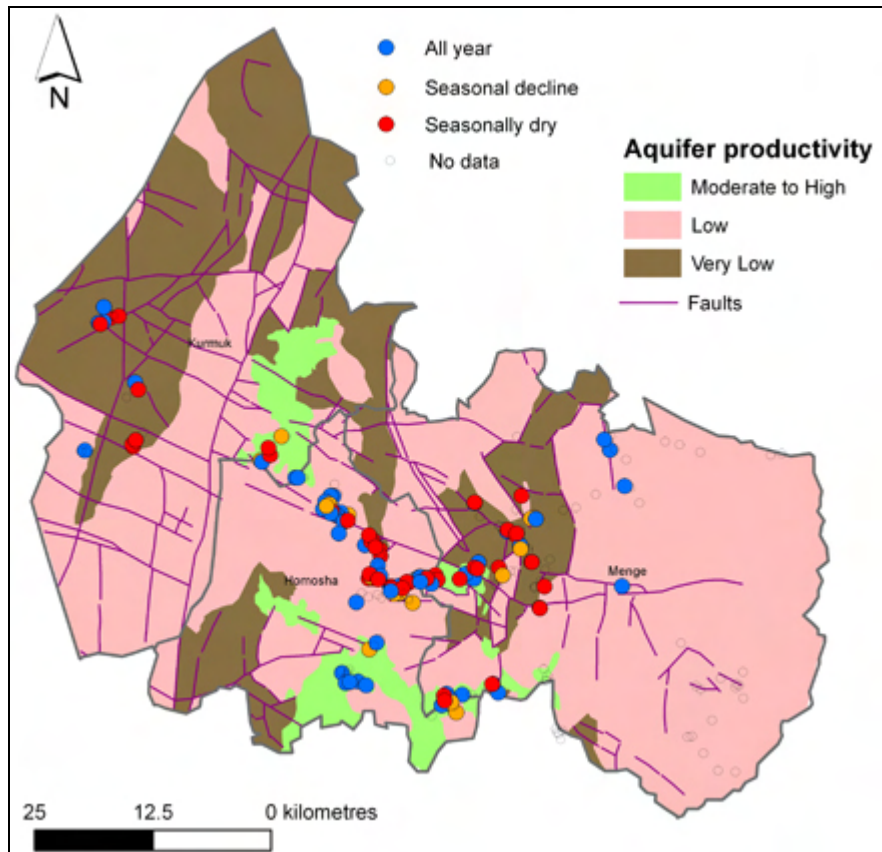 N
All year
Seasonal decline
Seasonally dry
No data
Aquifer productivity
Moderate to High
Low
Very Low
Faults
Kurmuk
Homosha
Menge
25 12.5 0 kilometres